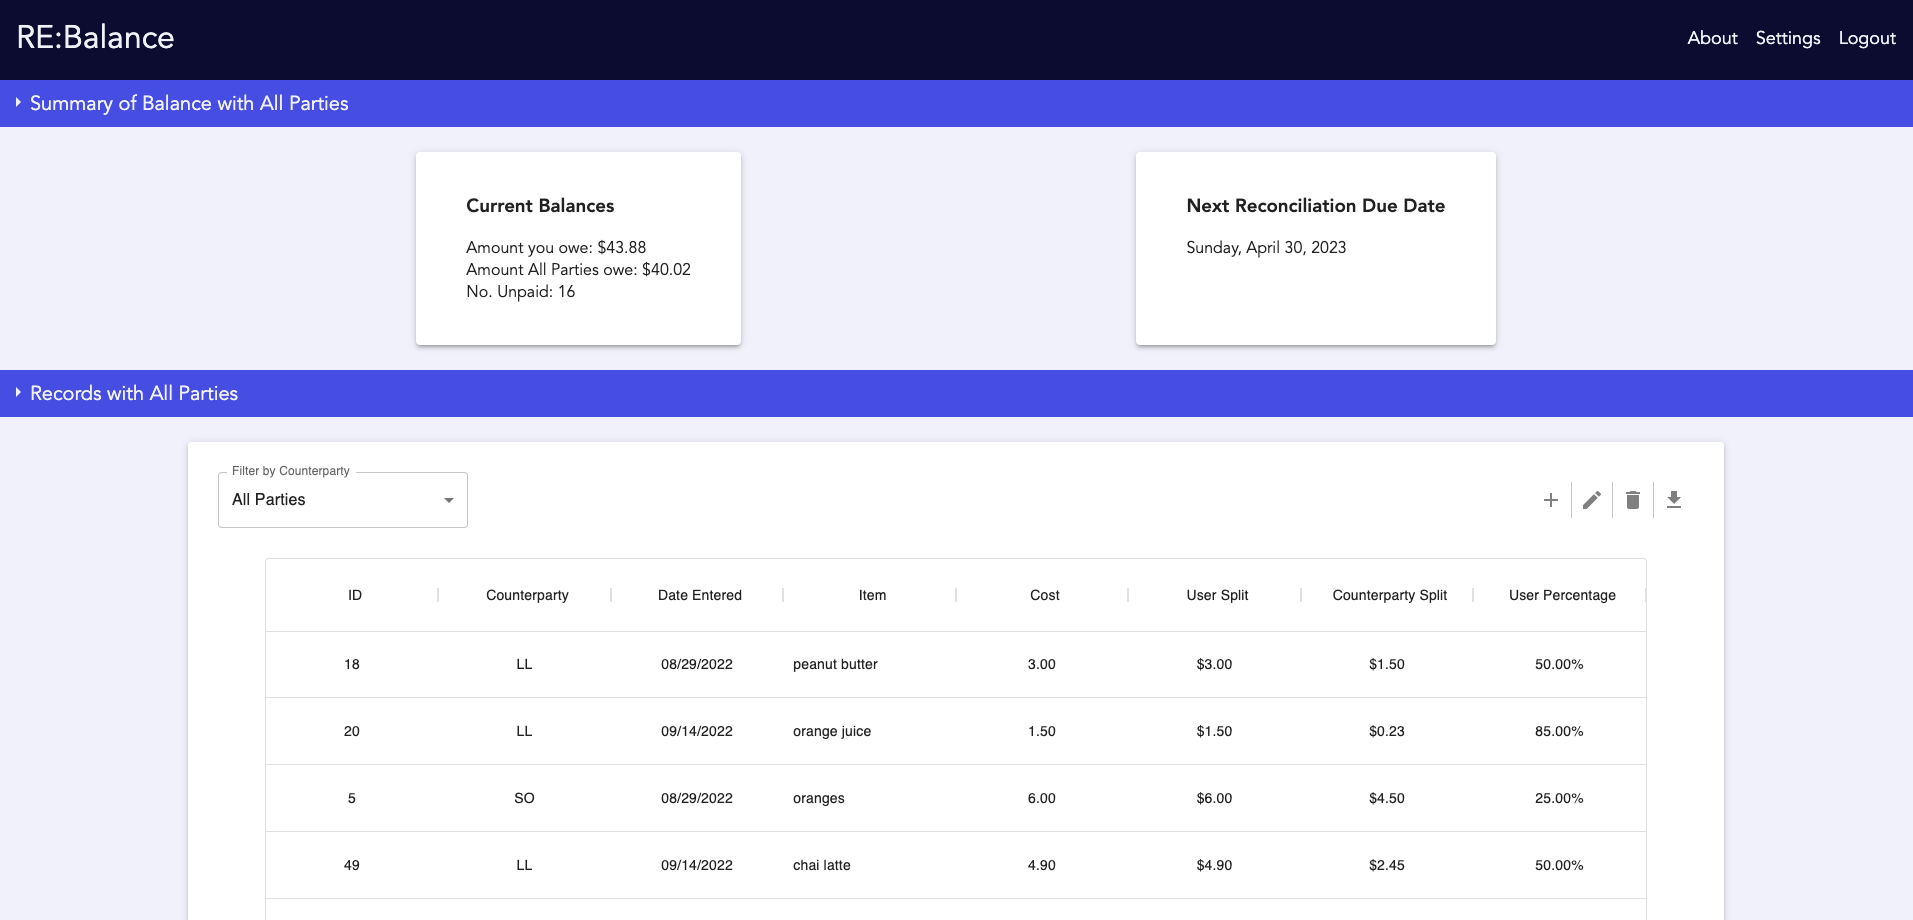 RE:Balance
About Settings Logout
Summary of Balance with All Parties
Current Balances
Amount you owe: $43.88
Amount All Parties owe: $40.02
No. Unpaid: 16
Next Reconciliation Due Date
Sunday, April 30, 2023
Records with All Parties
Filter by Counterparty
All Parties
ID Counterparty Date Entered Item Cost User Split Counterparty Split User Percentage
18 LL 08/29/2022 peanut butter 3.00 $3.00 $1.50 50.00%
20 LL 09/14/2022 orange juice 1.50 $1.50 $0.23 85.00%
5 SO 08/29/2022 oranges 6.00 $6.00 $4.50 25.00%
49 LL 09/14/2022 chai latte 4.90 $4.90 $2.45 50.00%